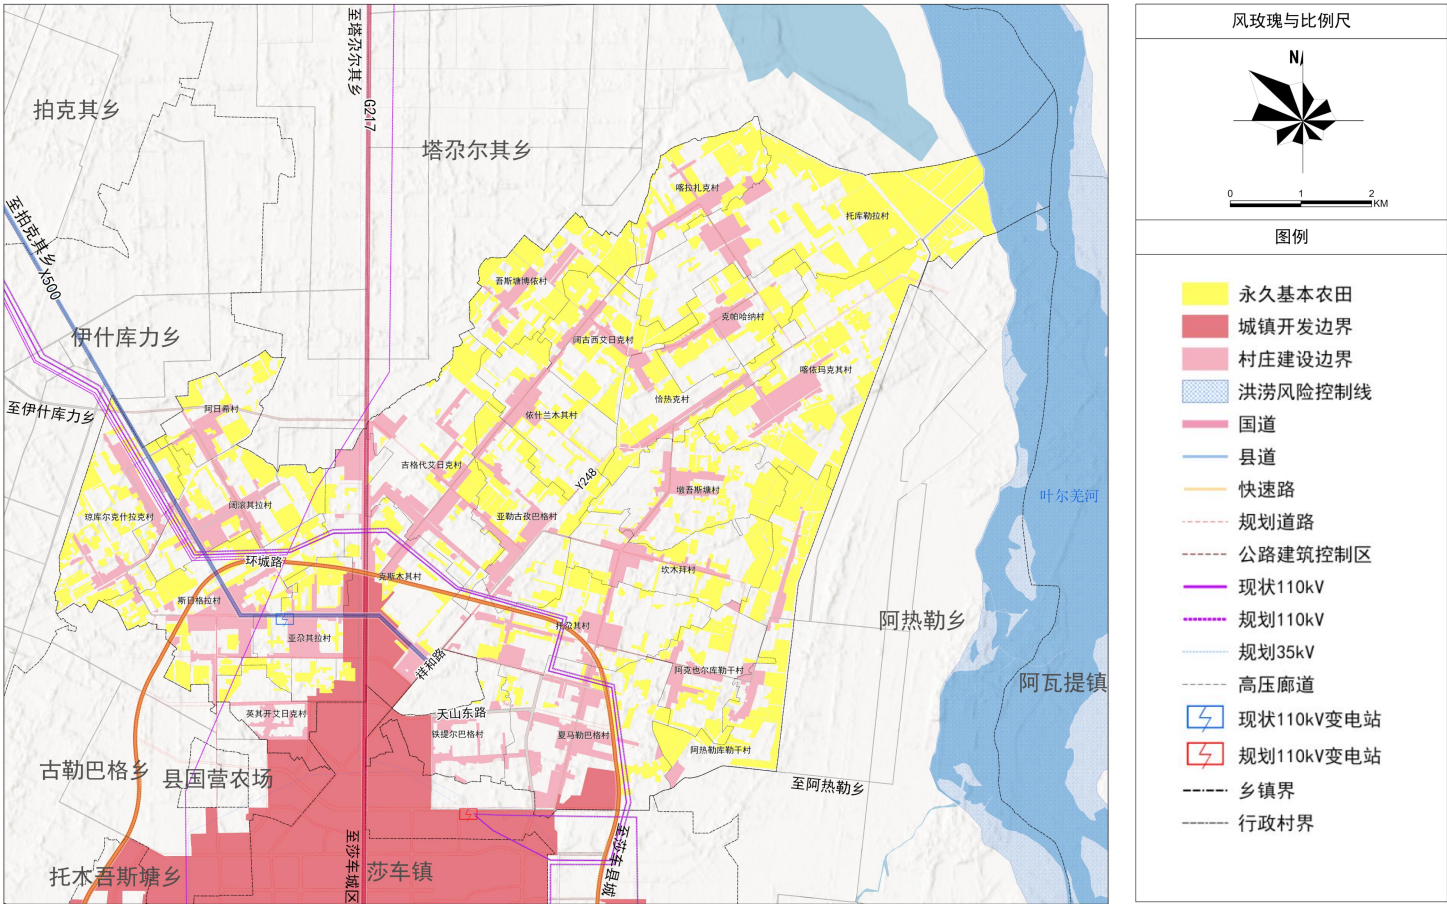 至塔尕尔其乡
G217
拍克其乡
塔尕尔其乡
喀拉扎克村
托库勒拉村
至拍克其乡
X500
吾斯塘博依村
克帕哈纳村
伊什库力乡
阔古西艾日克村
喀依玛克其村
至伊什库力乡
阿日希村
恰热克村
依什兰木其村
吉格代艾日克村
Y248
墩吾斯塘村
叶尔羌河
阔滚其拉村
琼库尔克什拉克村
亚勒古孜巴格村
环城路
克斯木其村
坎木拜村
斯日格拉村
亚尕其拉村
托尕其村
阿热勒乡
祥和路
阿克也尔库勒干村
阿瓦提镇
英其开艾日克村
天山东路
铁提尔巴格村
夏马勒巴格村
阿热勒库勒干村
古勒巴格乡
县国营农场
至阿热勒乡
至莎车城区
至莎车县城
托木吾斯塘乡
莎车镇
风玫瑰与比例尺
N
0 1 2
KM
图例
永久基本农田
城镇开发边界
村庄建设边界
洪涝风险控制线
国道
县道
快速路
规划道路
公路建筑控制区
现状110kV
规划110kV
规划35kV
高压廊道
现状110kV变电站
规划110kV变电站
乡镇界
行政村界